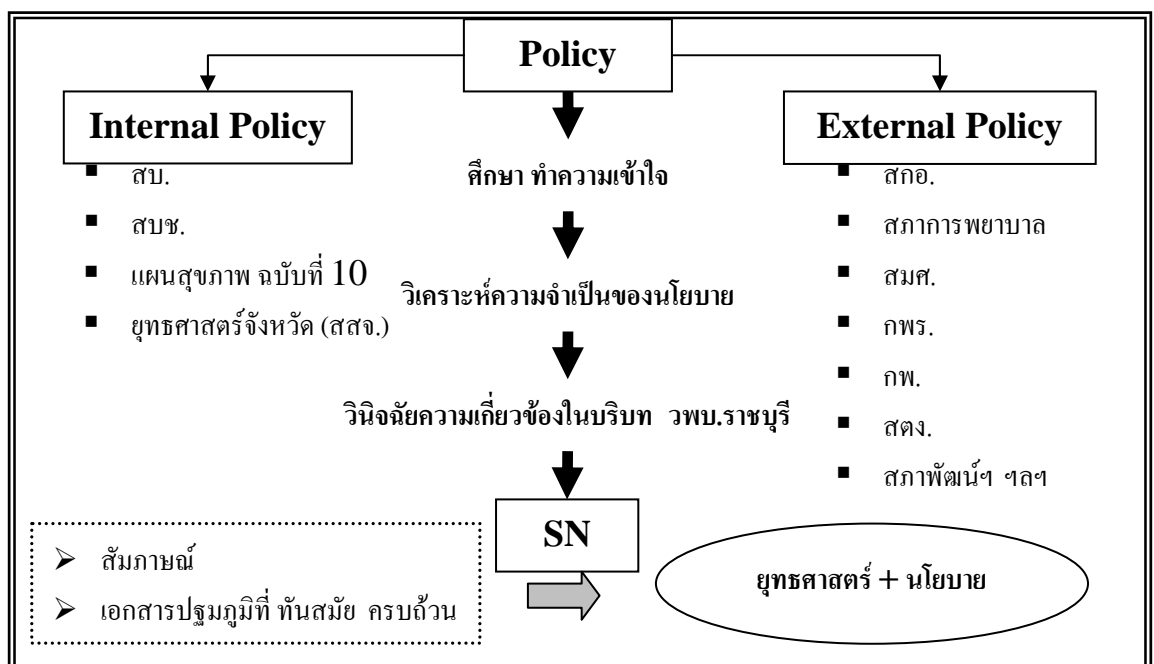 Policy
Internal Policy
▪ สบ.
▪ สบช.
▪ แผนสุขภาพ ฉบับที่ 10
▪ ยุทธศาสตร์จังหวัด (สสจ.)
ศึกษา ทำความเข้าใจ
วิเคราะห์ความจำเป็นของนโยบาย
วินิจฉัยความเกี่ยวข้องในบริบท วพบ.ราชบุรี
External Policy
▪ สกอ.
▪ สภาการพยาบาล
▪ สมศ.
▪ กพร.
▪ กพ.
▪ สตง.
▪ สภาพัฒน์ฯ ฯลฯ
SN
➢ สัมภาษณ์
➢ เอกสารปฐมภูมิที่ ทันสมัย ครบถ้วน
ยุทธศาสตร์ + นโยบาย